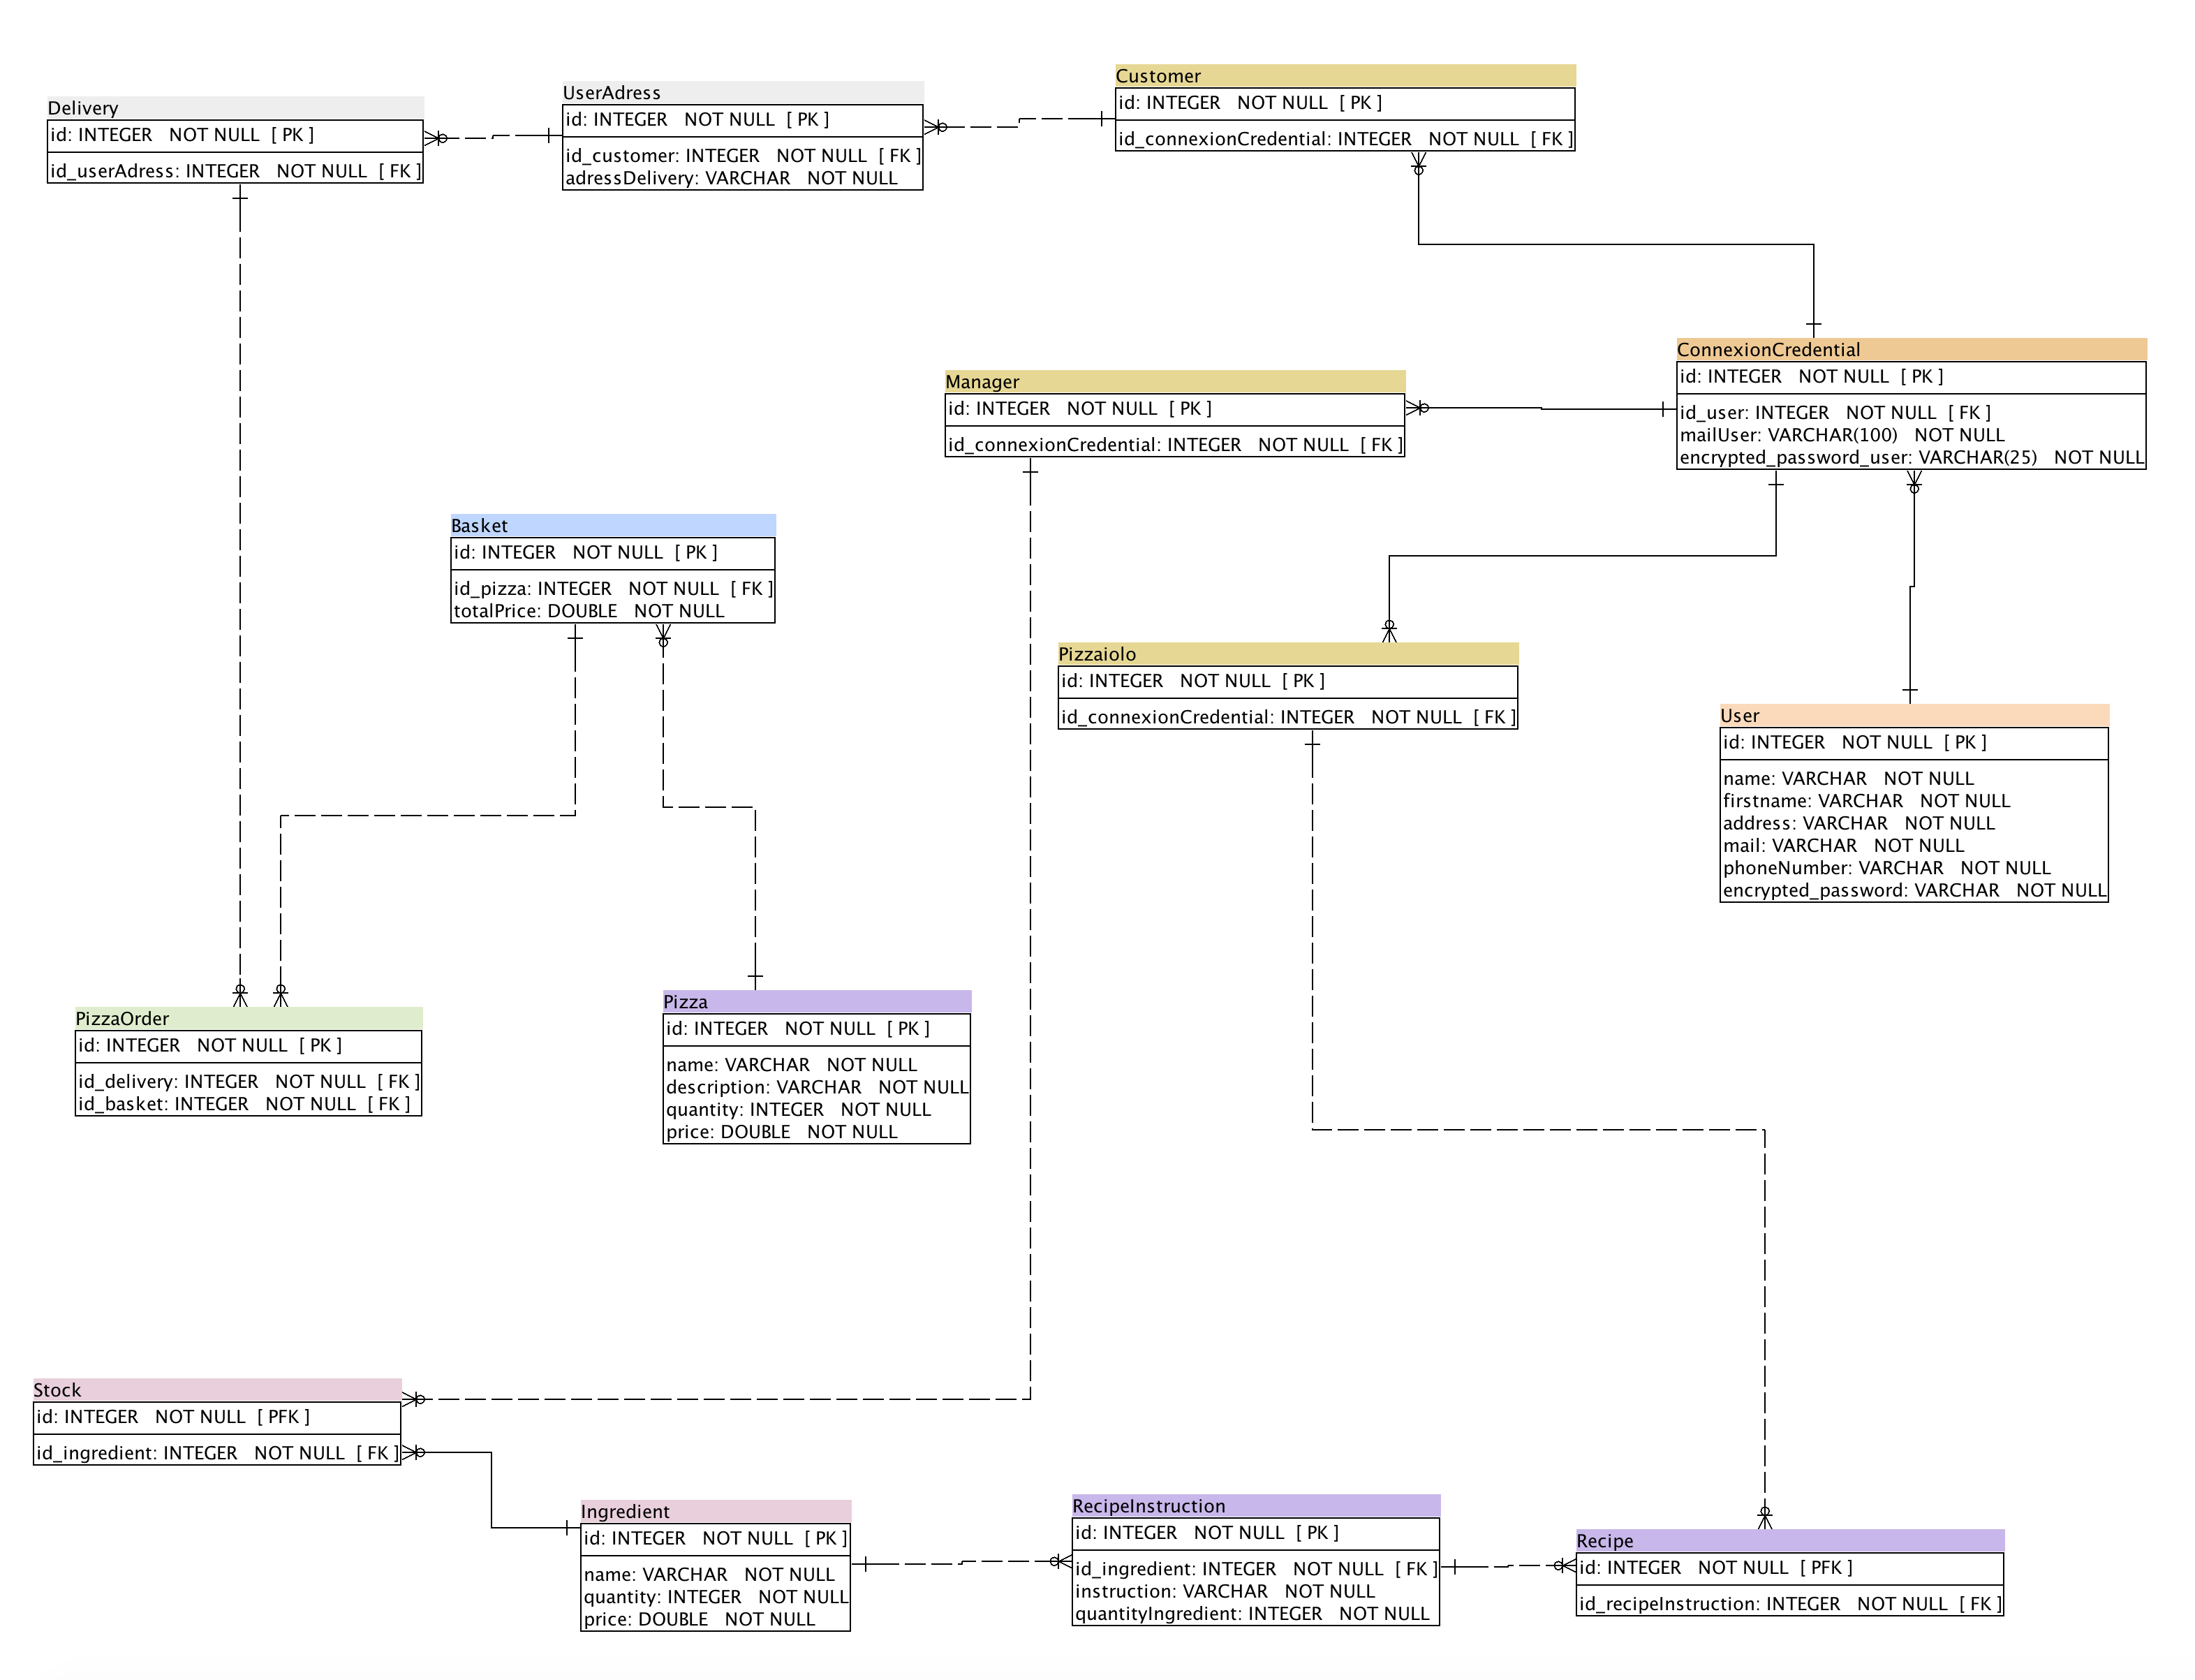 Customer
id: INTEGER NOT NULL [ PK ]
id_connexionCredential: INTEGER NOT NULL [ FK ]
UserAdress
id: INTEGER NOT NULL [ PK ]
id_customer: INTEGER NOT NULL [ FK ]
adressDelivery: VARCHAR NOT NULL
Delivery
id: INTEGER NOT NULL [ PK ]
id_userAdress: INTEGER NOT NULL [ FK ]
ConnexionCredential
id: INTEGER NOT NULL [ PK ]
id_user: INTEGER NOT NULL [ FK ]
mailUser: VARCHAR(100) NOT NULL
encrypted_password_user: VARCHAR(25) NOT NULL
Manager
id: INTEGER NOT NULL [ PK ]
id_connexionCredential: INTEGER NOT NULL [ FK ]
Basket
id: INTEGER NOT NULL [ PK ]
id_pizza: INTEGER NOT NULL [ FK ]
totalPrice: DOUBLE NOT NULL
Pizzaiolo
id: INTEGER NOT NULL [ PK ]
id_connexionCredential: INTEGER NOT NULL [ FK ]
User
id: INTEGER NOT NULL [ PK ]
name: VARCHAR NOT NULL
firstname: VARCHAR NOT NULL
address: VARCHAR NOT NULL
mail: VARCHAR NOT NULL
phoneNumber: VARCHAR NOT NULL
encrypted_password: VARCHAR NOT NULL
PizzaOrder
id: INTEGER NOT NULL [ PK ]
id_delivery: INTEGER NOT NULL [ FK ]
id_basket: INTEGER NOT NULL [ FK ]
Pizza
id: INTEGER NOT NULL [ PK ]
name: VARCHAR NOT NULL
description: VARCHAR NOT NULL
quantity: INTEGER NOT NULL
price: DOUBLE NOT NULL
Stock
id: INTEGER NOT NULL [ PFK ]
id_ingredient: INTEGER NOT NULL [ FK ]
Ingredient
id: INTEGER NOT NULL [ PK ]
name: VARCHAR NOT NULL
quantity: INTEGER NOT NULL
price: DOUBLE NOT NULL
RecipeInstruction
id: INTEGER NOT NULL [ PK ]
id_ingredient: INTEGER NOT NULL [ FK ]
instruction: VARCHAR NOT NULL
quantityIngredient: INTEGER NOT NULL
Recipe
id: INTEGER NOT NULL [ PFK ]
id_recipeInstruction: INTEGER NOT NULL [ FK ]